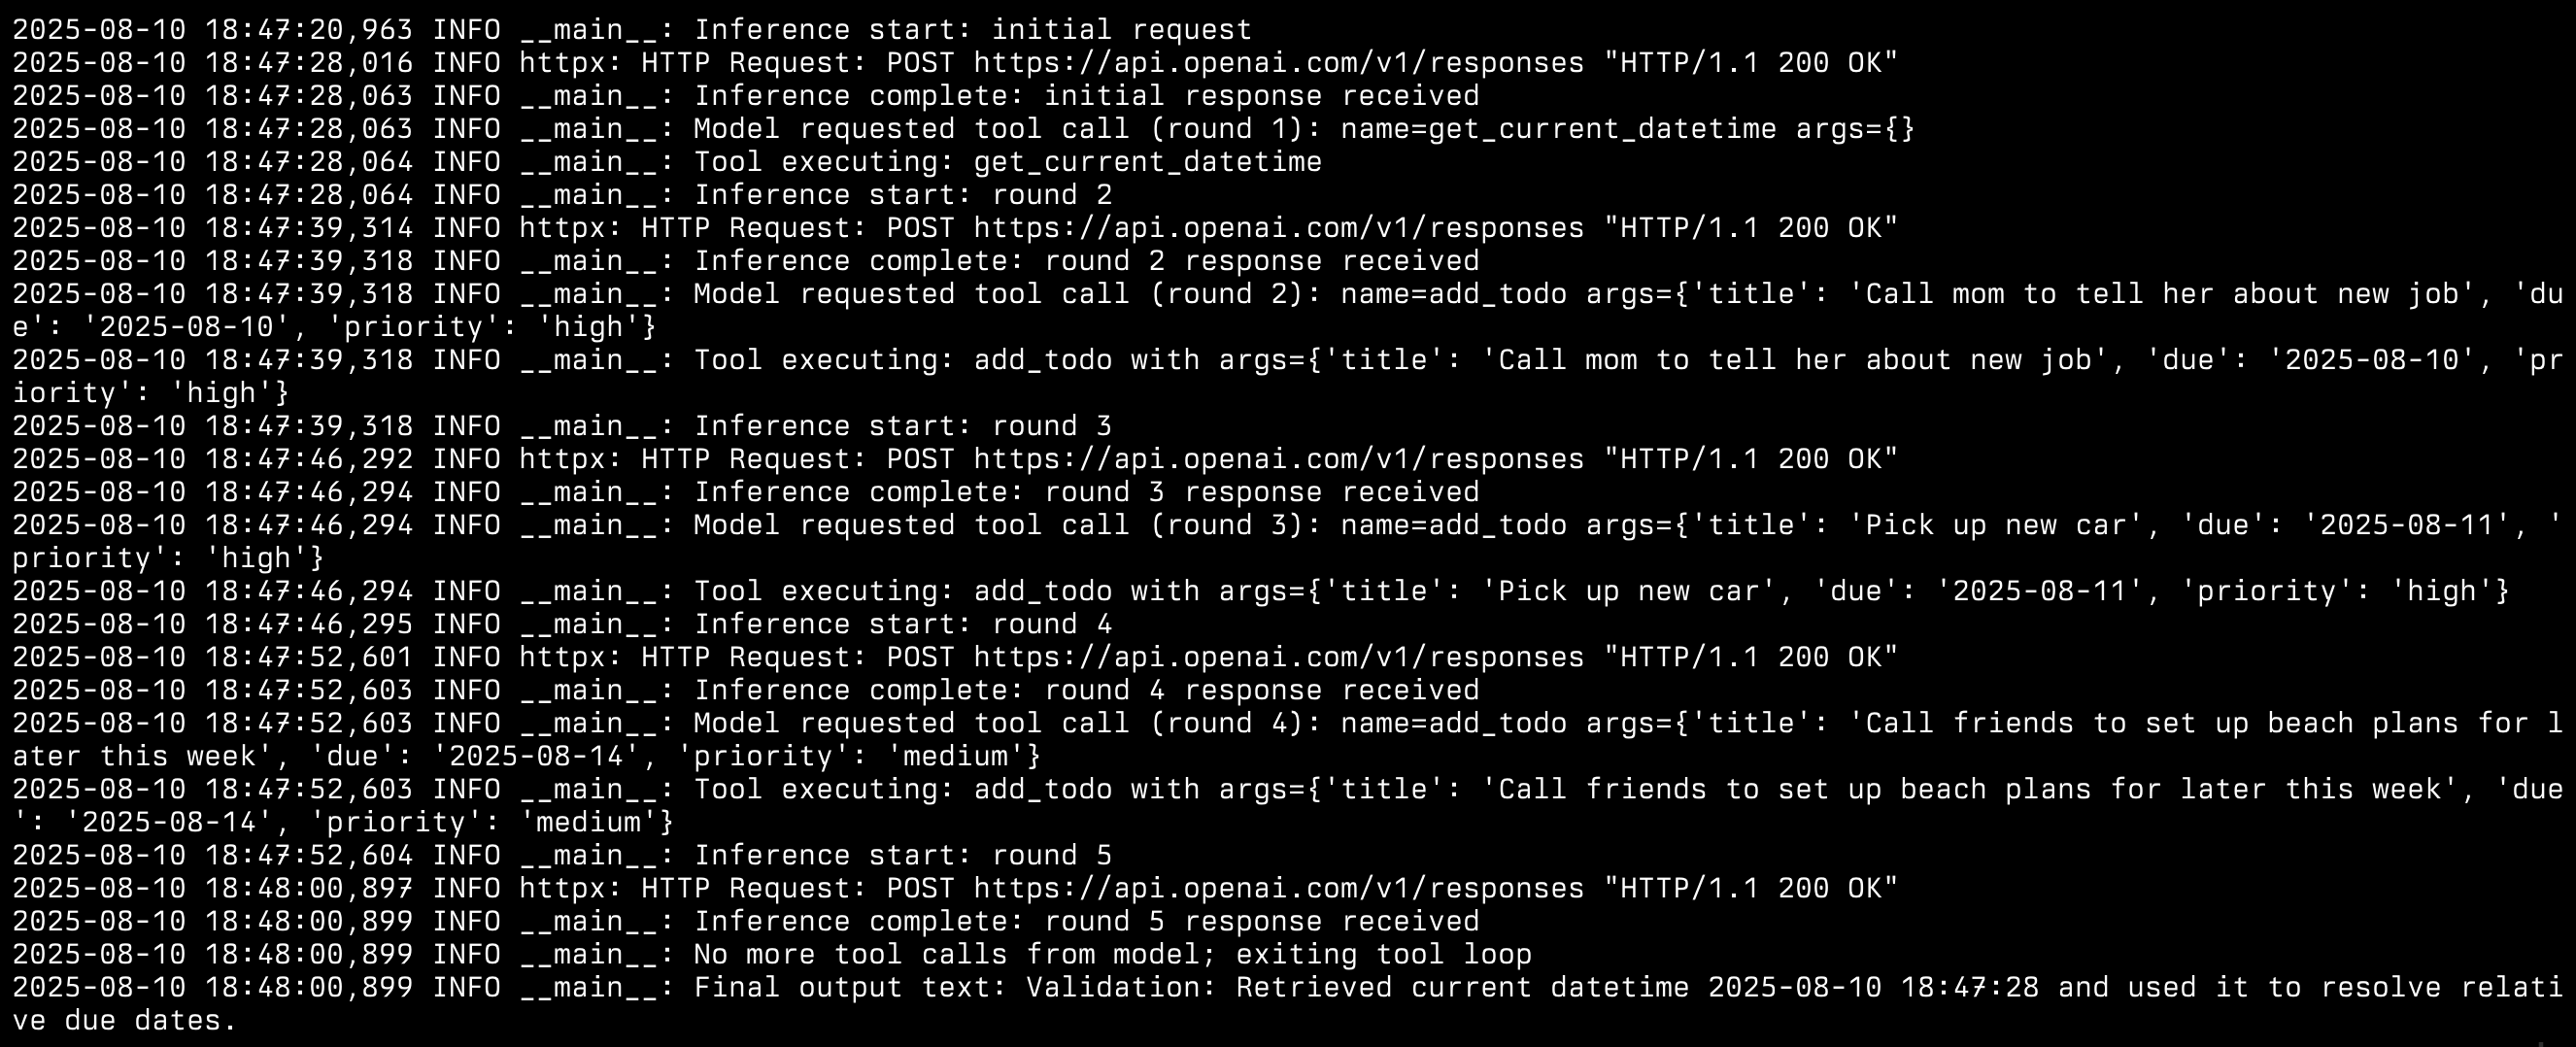 2025-08-10 18:47:20,963 INFO __main__: Inference start: initial request
2025-08-10 18:47:28,016 INFO httpx: HTTP Request: POST https://api.openai.com/v1/responses "HTTP/1.1 200 OK"
2025-08-10 18:47:28,063 INFO __main__: Inference complete: initial response received
2025-08-10 18:47:28,063 INFO __main__: Model requested tool call (round 1): name=get_current_datetime args={}
2025-08-10 18:47:28,064 INFO __main__: Tool executing: get_current_datetime
2025-08-10 18:47:28,064 INFO __main__: Inference start: round 2
2025-08-10 18:47:39,314 INFO httpx: HTTP Request: POST https://api.openai.com/v1/responses "HTTP/1.1 200 OK"
2025-08-10 18:47:39,318 INFO __main__: Inference complete: round 2 response received
2025-08-10 18:47:39,318 INFO __main__: Model requested tool call (round 2): name=add_todo args={'title': 'Call mom to tell her about new job', 'du
e': '2025-08-10', 'priority': 'high'}
2025-08-10 18:47:39,318 INFO __main__: Tool executing: add_todo with args={'title': 'Call mom to tell her about new job', 'due': '2025-08-10', 'pr
iority': 'high'}
2025-08-10 18:47:39,318 INFO __main__: Inference start: round 3
2025-08-10 18:47:46,292 INFO httpx: HTTP Request: POST https://api.openai.com/v1/responses "HTTP/1.1 200 OK"
2025-08-10 18:47:46,294 INFO __main__: Inference complete: round 3 response received
2025-08-10 18:47:46,294 INFO __main__: Model requested tool call (round 3): name=add_todo args={'title': 'Pick up new car', 'due': '2025-08-11', '
priority': 'high'}
2025-08-10 18:47:46,294 INFO __main__: Tool executing: add_todo with args={'title': 'Pick up new car', 'due': '2025-08-11', 'priority': 'high'}
2025-08-10 18:47:46,295 INFO __main__: Inference start: round 4
2025-08-10 18:47:52,601 INFO httpx: HTTP Request: POST https://api.openai.com/v1/responses "HTTP/1.1 200 OK"
2025-08-10 18:47:52,603 INFO __main__: Inference complete: round 4 response received
2025-08-10 18:47:52,603 INFO __main__: Model requested tool call (round 4): name=add_todo args={'title': 'Call friends to set up beach plans for l
ater this week', 'due': '2025-08-14', 'priority': 'medium'}
2025-08-10 18:47:52,603 INFO __main__: Tool executing: add_todo with args={'title': 'Call friends to set up beach plans for later this week', 'due
': '2025-08-14', 'priority': 'medium'}
2025-08-10 18:47:52,604 INFO __main__: Inference start: round 5
2025-08-10 18:48:00,897 INFO httpx: HTTP Request: POST https://api.openai.com/v1/responses "HTTP/1.1 200 OK"
2025-08-10 18:48:00,899 INFO __main__: Inference complete: round 5 response received
2025-08-10 18:48:00,899 INFO __main__: No more tool calls from model; exiting tool loop
2025-08-10 18:48:00,899 INFO __main__: Final output text: Validation: Retrieved current datetime 2025-08-10 18:47:28 and used it to resolve relati
ve due dates.